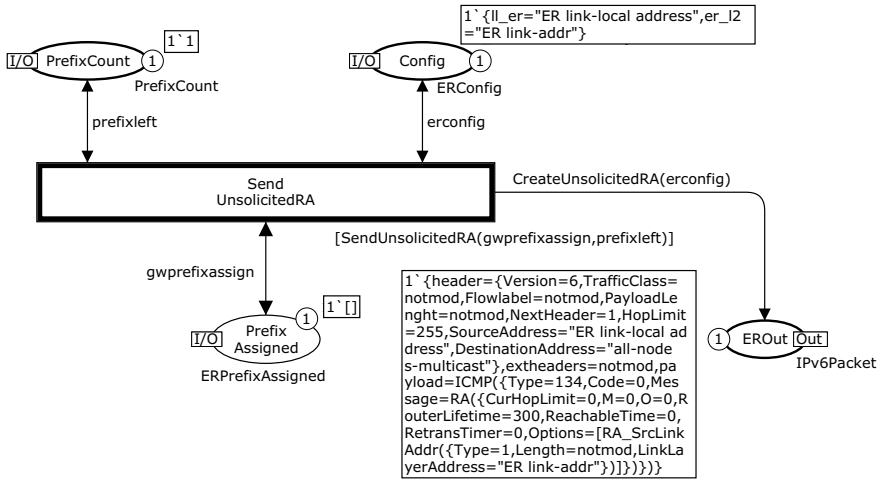 1`{ll_er="ER link-local address",er_l2
="ER link-addr"}
1`1
I/O PrefixCount 1
PrefixCount
I/O Config 1
ERConfig
prefixleft
erconfig
Send
UnsolicitedRA
CreateUnsolicitedRA(erconfig)
[SendUnsolicitedRA(gwprefixassign,prefixleft)]
gwprefixassign
1`[]
1
I/O Prefix
Assigned
ERPrefixAssigned
1`{header={Version=6,TrafficClass=
notmod,Flowlabel=notmod,PayloadLe
nght=notmod,NextHeader=1,HopLimit
=255,SourceAddress="ER link-local ad
dress",DestinationAddress="all-node
s-multicast"},extheaders=notmod,pa
yload=ICMP({Type=134,Code=0,Mes
sage=RA({CurHopLimit=0,M=0,O=0,R
outerLifetime=300,ReachableTime=0,
RetransTimer=0,Options=[RA_SrcLink
Addr({Type=1,Length=notmod,LinkLa
yerAddress="ER link-addr"})]})})}
1 EROut Out
IPv6Packet